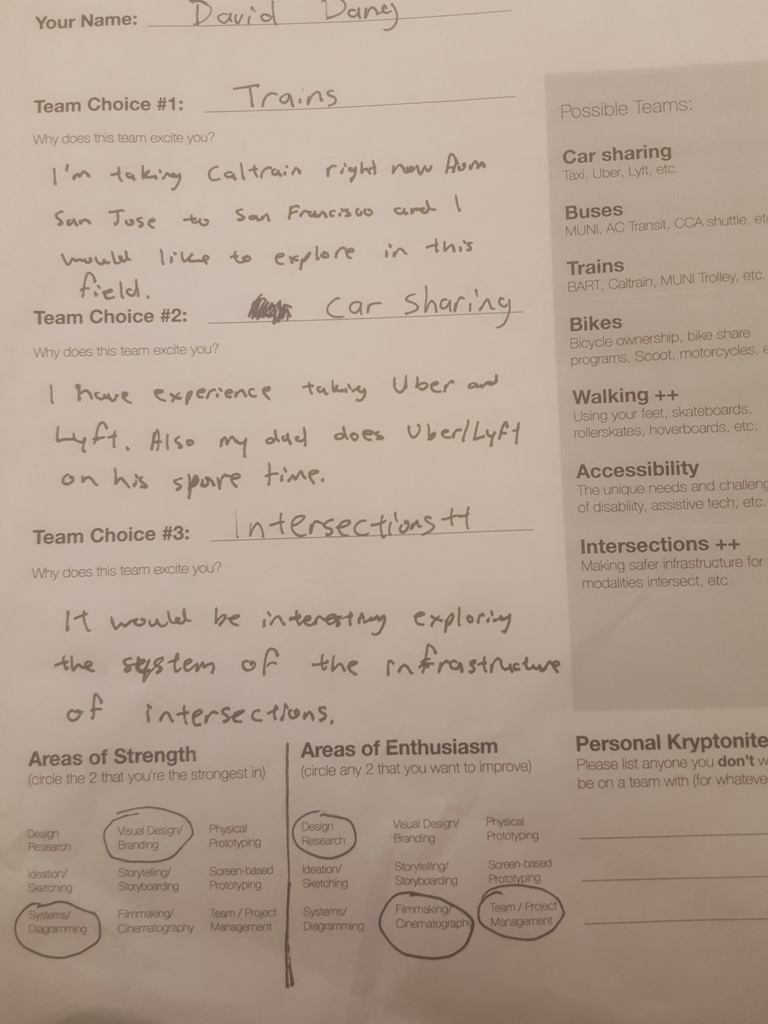 Your Name: David Dang
Team Choice #1: Trains
Why does this team excite you?
I'm taking Caltrain right now from
San Jose to San Francisco and I
would like to explore in this
field.
Team Choice #2: Car Sharing
Why does this team excite you?
I have experience taking Uber and
Lyft. Also my dad does Uber/Lyft
on his spare time.
Team Choice #3: Intersections++
Why does this team excite you?
It would be interesting exploring
the system of the infrastructure
of intersections.
Possible Teams:
Car sharing
Taxi, Uber, Lyft, etc.
Buses
MUNI, AC Transit, CCA shuttle, etc
Trains
BART, Caltrain, MUNI Trolley, etc.
Bikes
Bicycle ownership, bike share
programs, Scoot, motorcycles, e
Walking ++
Using your feet, skateboards,
rollerskates, hoverboards, etc.
Accessibility
The unique needs and challeng
of disability, assistive tech, etc.
Intersections ++
Making safer infrastructure for
modalities intersect, etc.
Areas of Strength
(circle the 2 that you're the strongest in)
Design Research
Visual Design/ Branding
Physical Prototyping
Ideation/ Sketching
Storytelling/ Storyboarding
Screen-based Prototyping
Systems/ Diagramming
Filmmaking/ Cinematography
Team / Project Management
Areas of Enthusiasm
(circle any 2 that you want to improve)
Design Research
Visual Design/ Branding
Physical Prototyping
Ideation/ Sketching
Storytelling/ Storyboarding
Screen-based Prototyping
Systems/ Diagramming
Filmmaking/ Cinematography
Team / Project Management
Personal Kryptonite
Please list anyone you don't w
be on a team with (for whateve